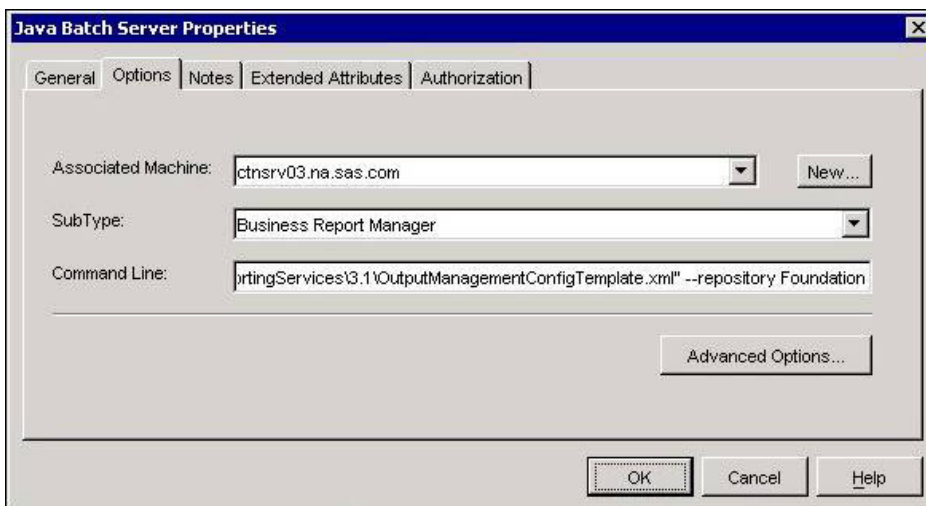 Java Batch Server Properties
General Options Notes Extended Attributes Authorization
Associated Machine: ctnsrv03.na.sas.com New...
SubType: Business Report Manager
Command Line: ortingServices\3.1\OutputManagementConfigTemplate.xml" --repository Foundation
Advanced Options...
OK Cancel Help